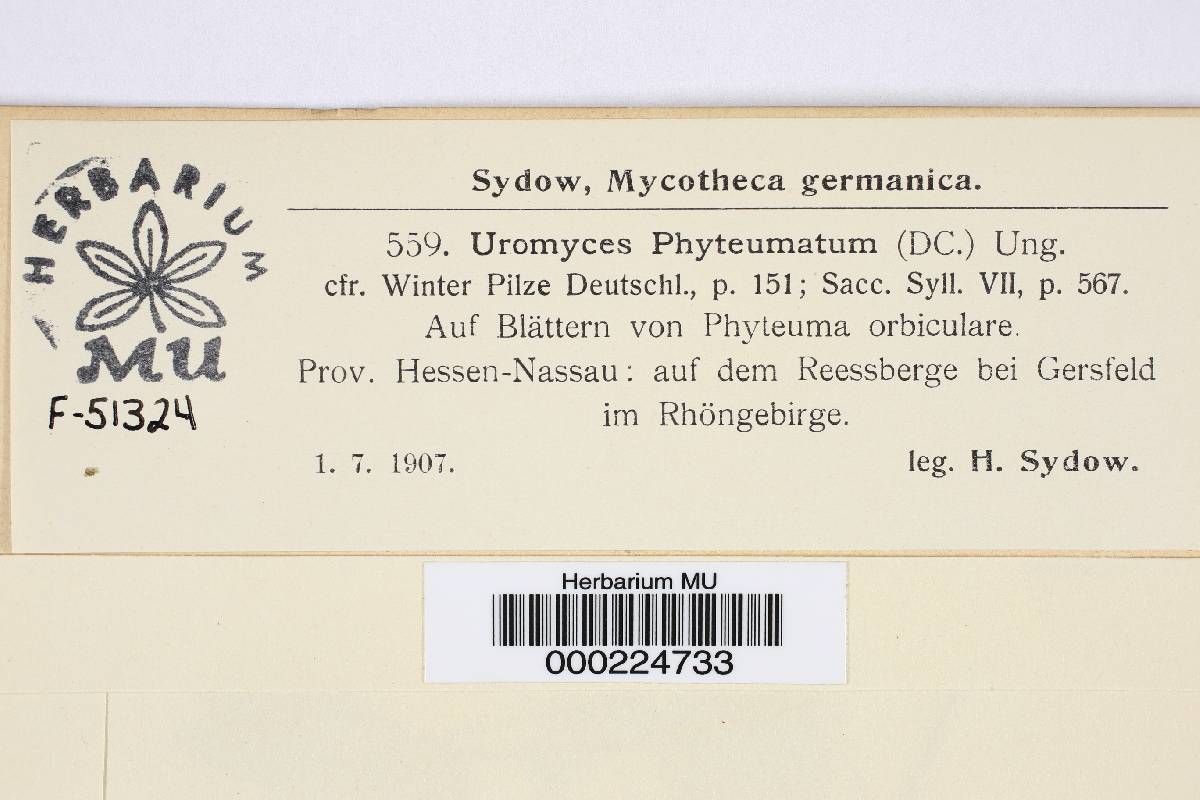 HERBARIUM
MU
F-51324
Sydow, Mycotheca germanica.
559. Uromyces Phyteumatum (DC.) Ung.
cfr. Winter Pilze Deutschl., p. 151; Sacc. Syll. VII, p. 567.
Auf Blättern von Phyteuma orbiculare.
Prov. Hessen-Nassau: auf dem Reessberge bei Gersfeld
im Rhöngebirge.
1. 7. 1907. leg. H. Sydow.
Herbarium MU
000224733